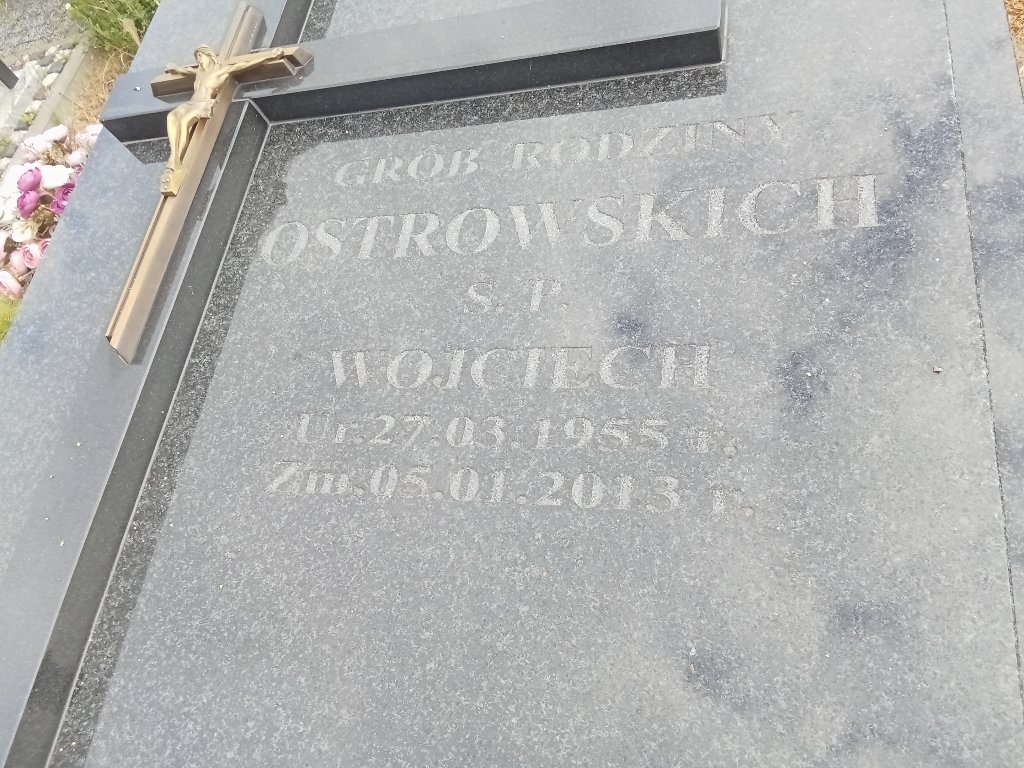 GRÓB RODZINY
OSTROWSKICH
Ś. P.
WOJCIECH
Ur.27.03.1955 r.
Zm.05.01.2013 r.